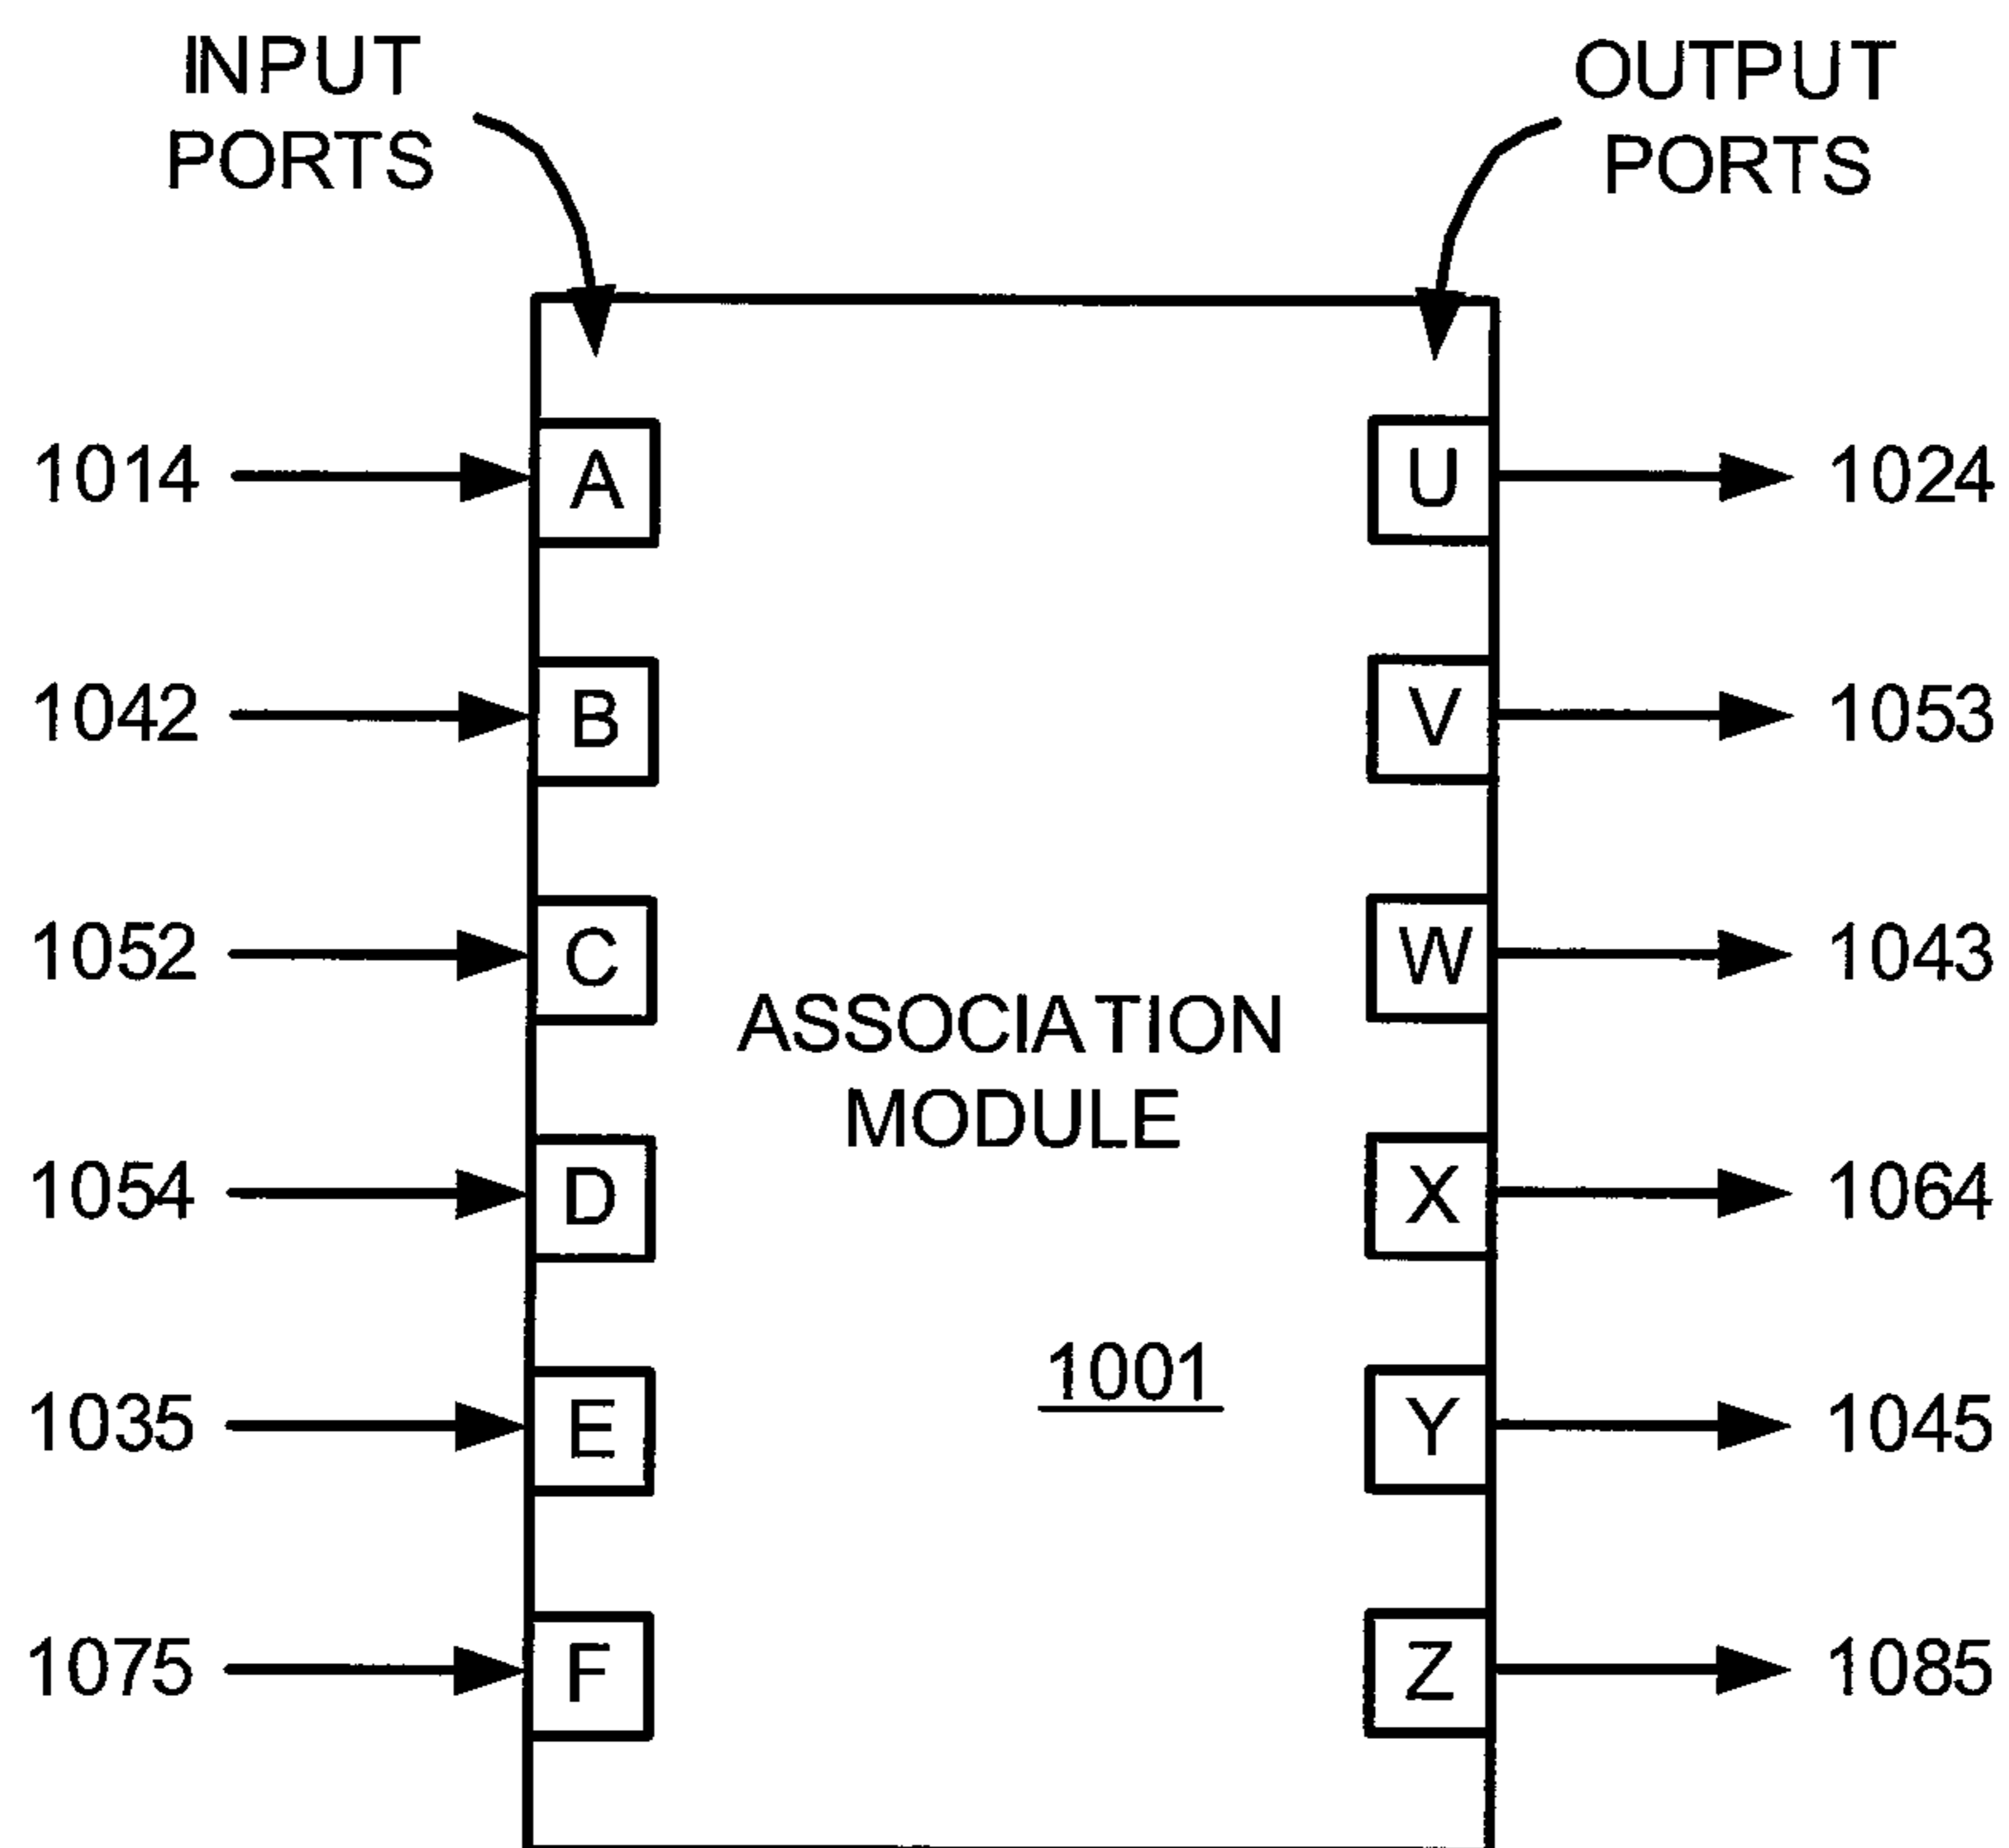 INPUT
PORTS
OUTPUT
PORTS
1014
A
U
1024
1042
B
V
1053
1052
C
W
1043
ASSOCIATION
MODULE
1054
D
X
1064
1001
1035
E
Y
1045
1075
F
Z
1085